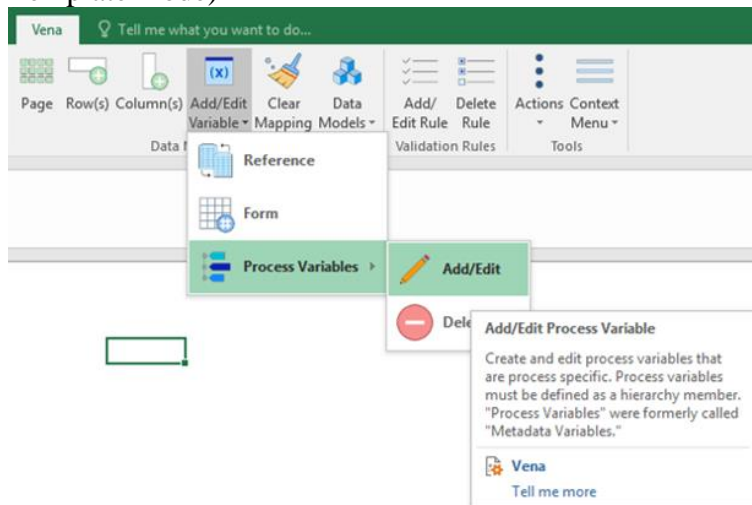 Vena Tell me what you want to do...
Page Row(s) Column(s) Add/Edit Clear Data Add/ Delete Actions Context
Variable Mapping Models Edit Rule Rule Menu
Data Validation Rules Tools
Reference
Form
Process Variables Add/Edit
Add/Edit Process Variable
Create and edit process variables that
are process specific. Process variables
must be defined as a hierarchy member.
"Process Variables" were formerly called
"Metadata Variables."
Vena
Tell me more